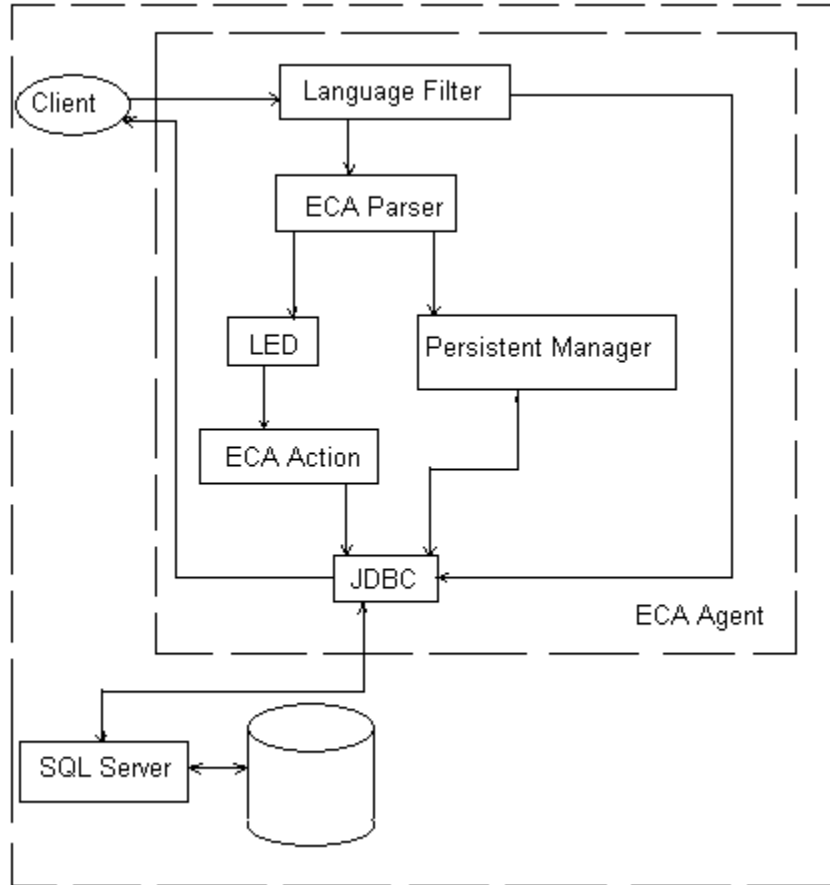 Client
Language Filter
ECA Parser
LED
Persistent Manager
ECA Action
JDBC
ECA Agent
SQL Server